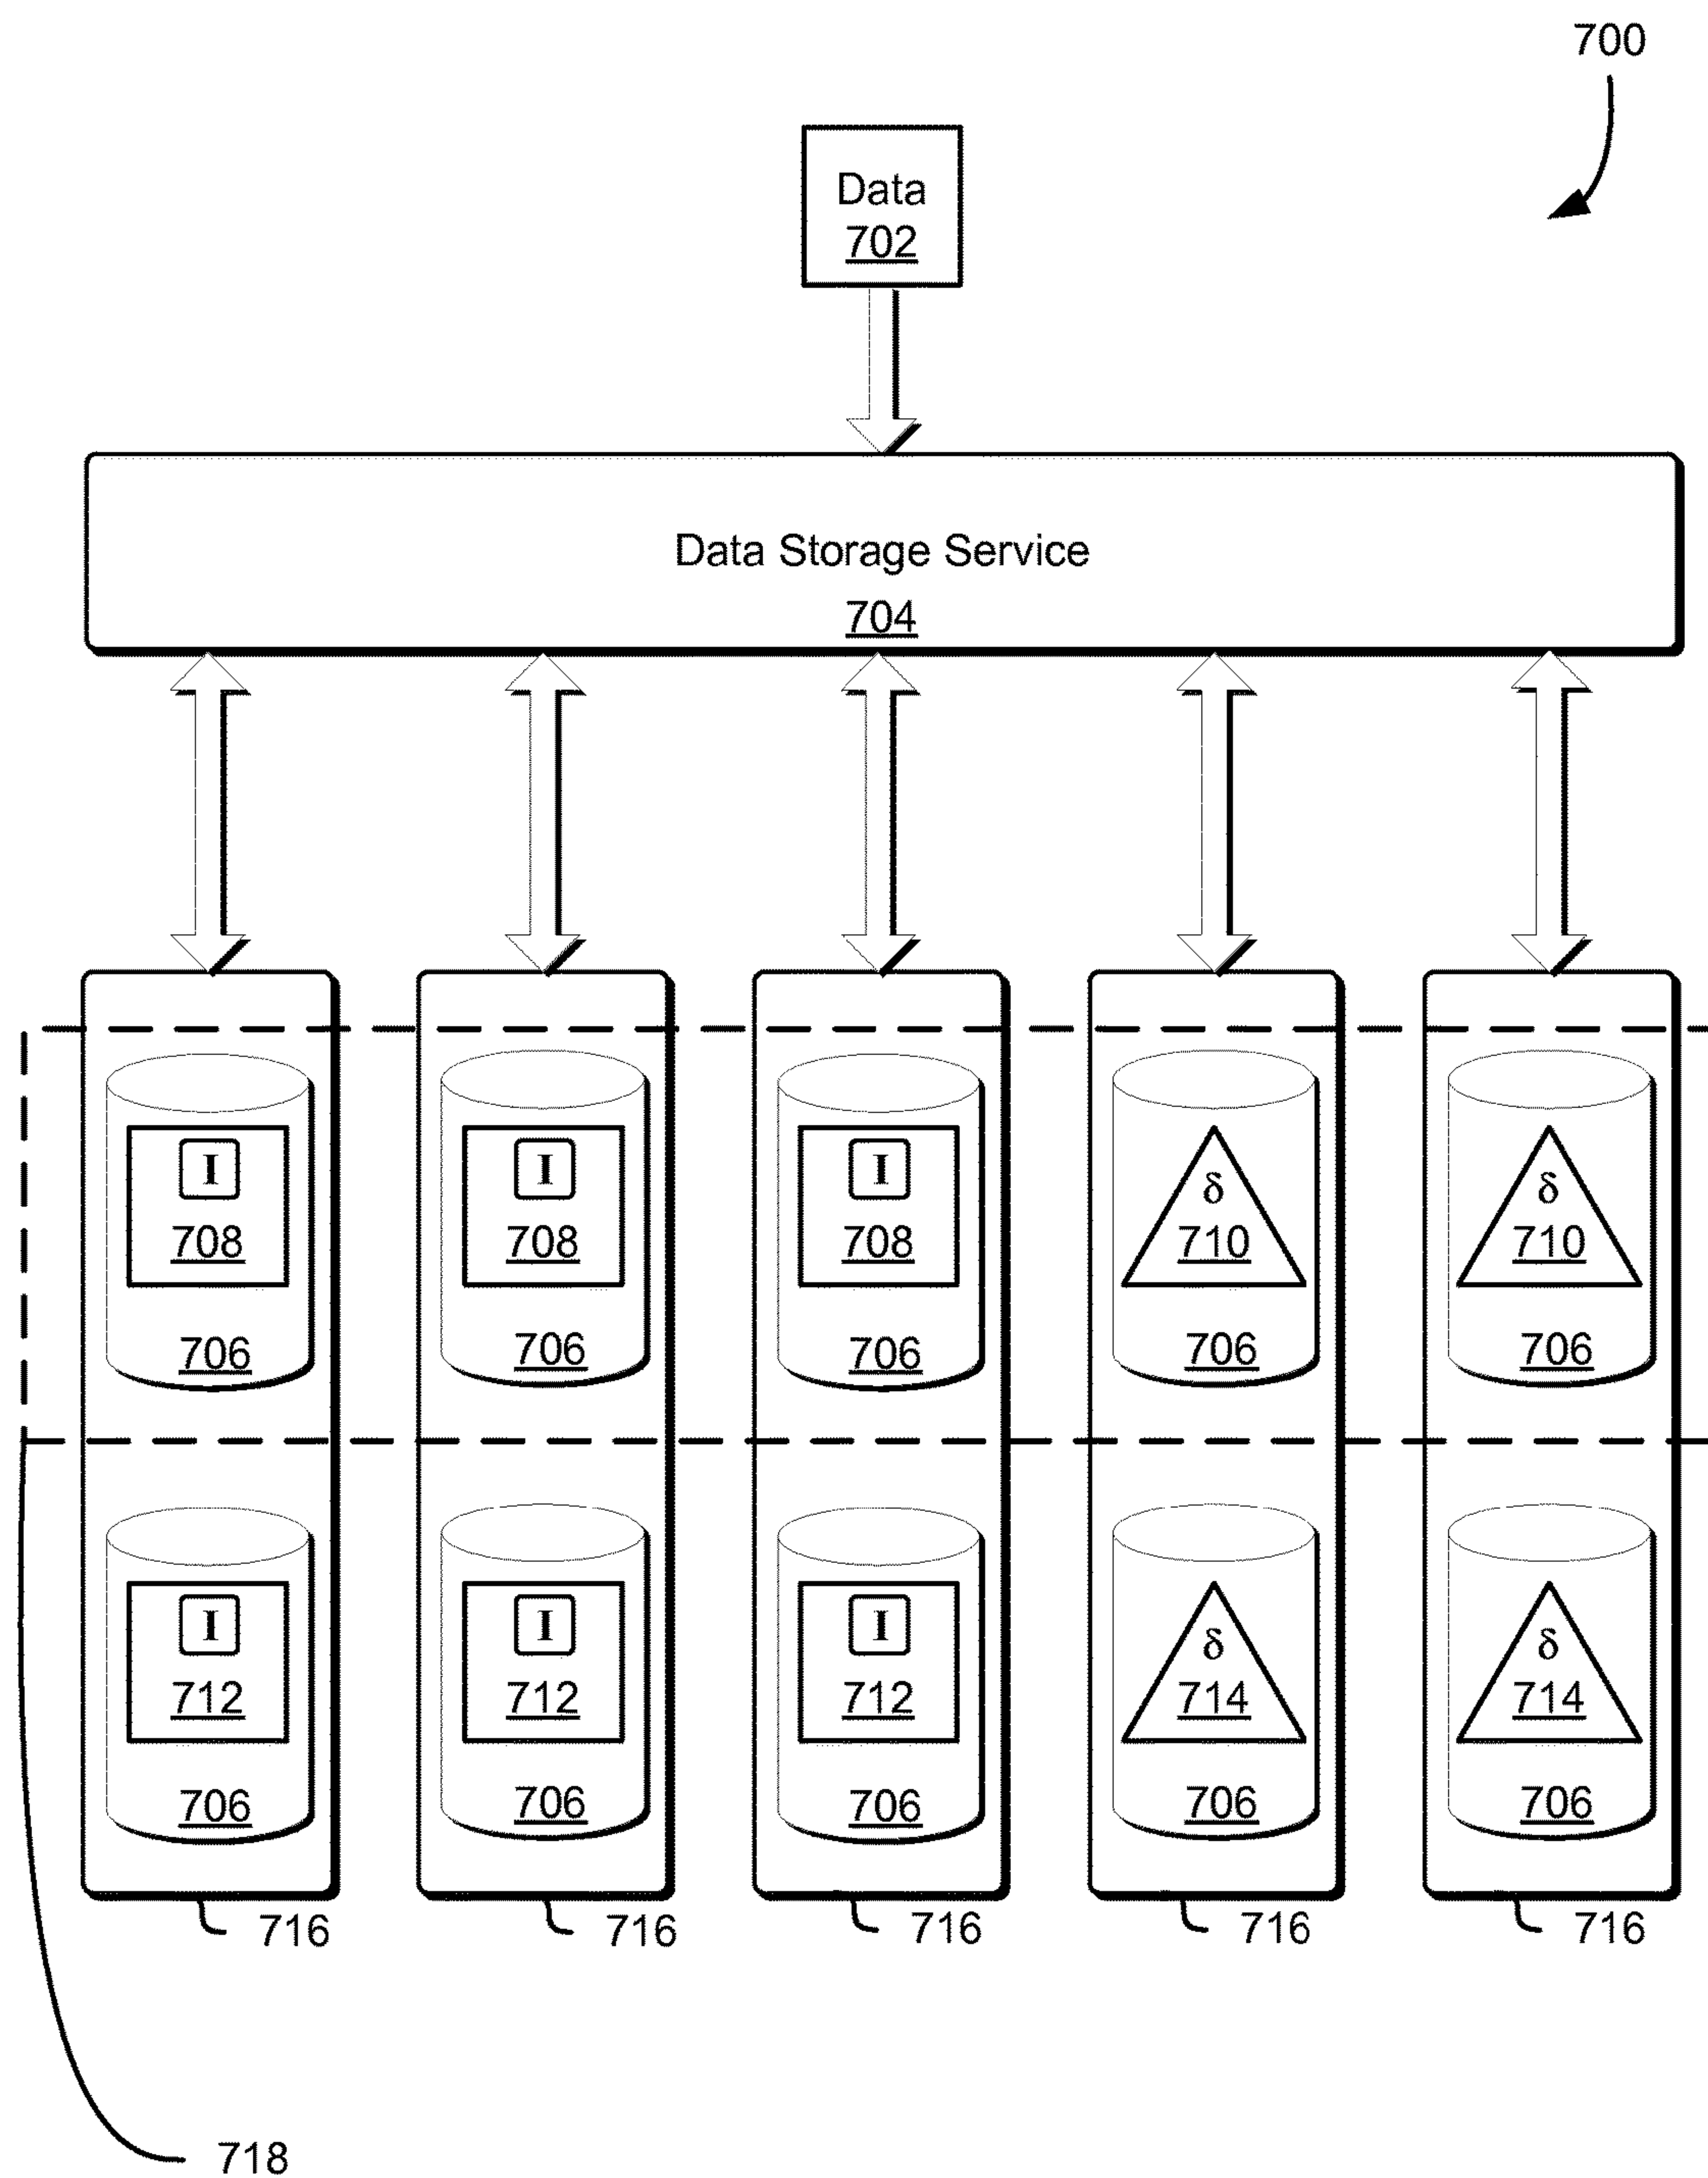 700
Data
702
Data Storage Service
704
I I I δ δ
708 708 708 710 710
706 706 706 706 706
I I I δ δ
712 712 712 714 714
706 706 706 706 706
716 716 716 716 716
718